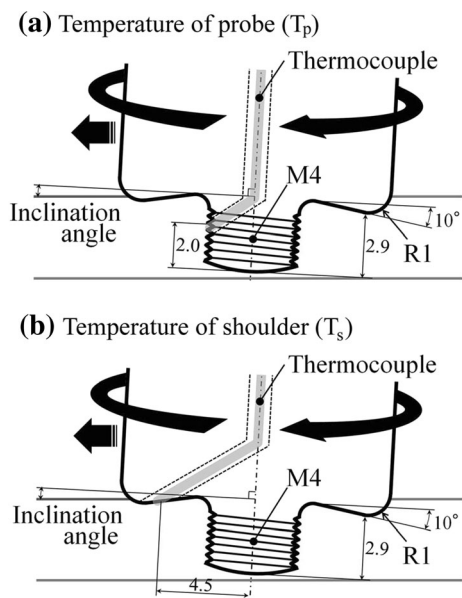 (a) Temperature of probe (Tp)
Thermocouple
M4
Inclination
angle
2.0
2.9
10°
R1
(b) Temperature of shoulder (Ts)
Thermocouple
M4
Inclination
angle
2.9
10°
R1
4.5